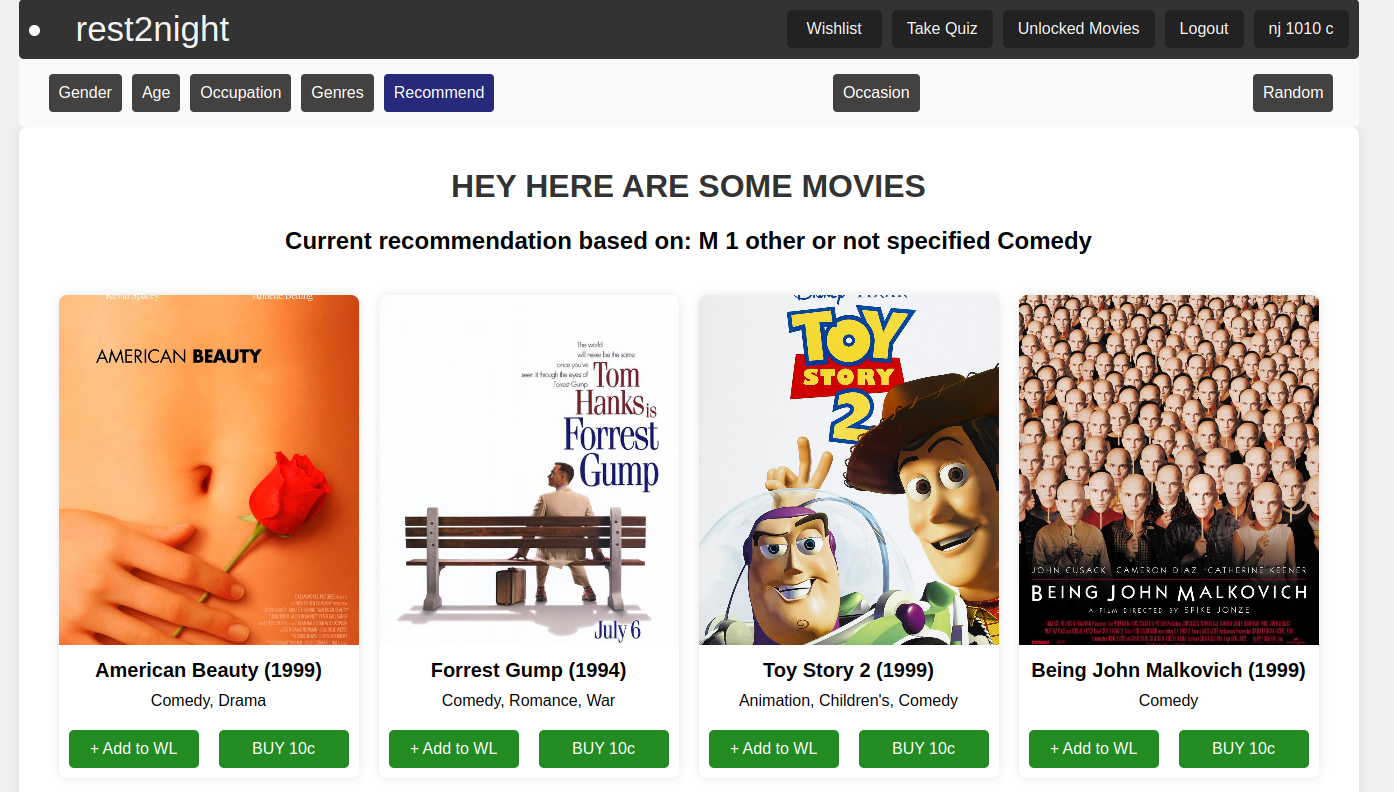 rest2night
Wishlist
Take Quiz
Unlocked Movies
Logout
nj 1010 c
Gender
Age
Occupation
Genres
Recommend
Occasion
Random
HEY HERE ARE SOME MOVIES
Current recommendation based on: M 1 other or not specified Comedy
Kevin Spacey
Annette Bening
AMERICAN BEAUTY
American Beauty (1999)
Comedy, Drama
+ Add to WL
BUY 10c
The world
will never be the same
once you've
seen it through the eyes of
Forrest Gump.
Tom
Hanks is
Forrest
Gump
July 6
Forrest Gump (1994)
Comedy, Romance, War
+ Add to WL
BUY 10c
DISNEY PIXAR
TOY
STORY
2
Toy Story 2 (1999)
Animation, Children's, Comedy
+ Add to WL
BUY 10c
JOHN CUSACK CAMERON DIAZ CATHERINE KEENER
BEING JOHN MALKOVICH
A FILM DIRECTED BY SPIKE JONZE
Being John Malkovich (1999)
Comedy
+ Add to WL
BUY 10c